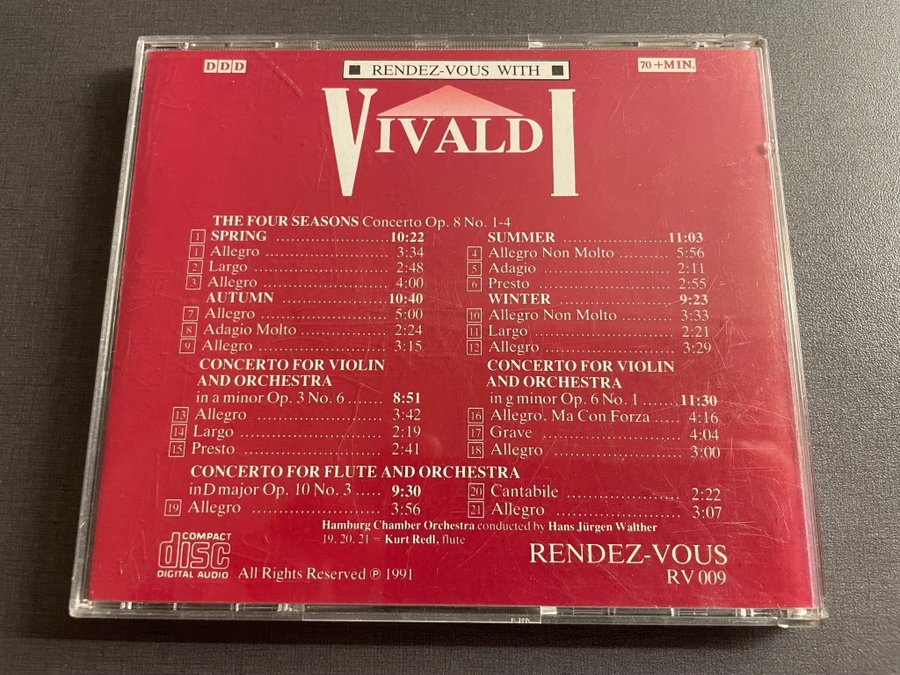 DDD
RENDEZ-VOUS WITH
70 + MIN.
VIVALDI
THE FOUR SEASONS Concerto Op. 8 No. 1-4
1 SPRING ........................ 10:22
1 Allegro ........................ 3:34
2 Largo ........................ 2:48
3 Allegro ........................ 4:00
SUMMER ........................ 11:03
4 Allegro Non Molto .......... 5:56
5 Adagio ........................ 2:11
6 Presto ........................ 2:55
AUTUMN ........................ 10:40
7 Allegro ........................ 5:00
8 Adagio Molto ................ 2:24
9 Allegro ........................ 3:15
WINTER ........................ 9:23
10 Allegro Non Molto .......... 3:33
11 Largo ........................ 2:21
12 Allegro ........................ 3:29
CONCERTO FOR VIOLIN
AND ORCHESTRA
in a minor Op. 3 No. 6 ....... 8:51
13 Allegro ........................ 3:42
14 Largo ........................ 2:19
15 Presto ........................ 2:41
CONCERTO FOR VIOLIN
AND ORCHESTRA
in g minor Op. 6 No. 1 ....... 11:30
16 Allegro. Ma Con Forza ..... 4:16
17 Grave ........................ 4:04
18 Allegro ........................ 3:00
CONCERTO FOR FLUTE AND ORCHESTRA
in D major Op. 10 No. 3 ..... 9:30
19 Allegro ........................ 3:56
20 Cantabile ........................ 2:22
21 Allegro ........................ 3:07
Hamburg Chamber Orchestra conducted by Hans Jürgen Walther
19. 20. 21 = Kurt Redl, flute
COMPACT
disc
DIGITAL AUDIO
All Rights Reserved ℗ 1991
RENDEZ-VOUS
RV 009